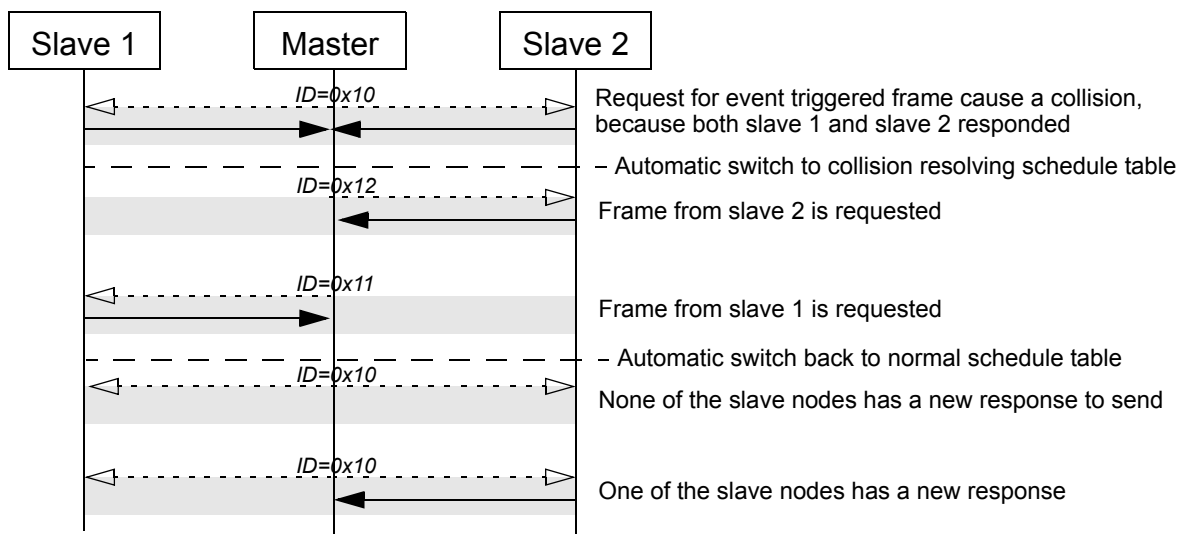 Slave 1
Master
Slave 2
ID=0x10
Request for event triggered frame cause a collision,
because both slave 1 and slave 2 responded
Automatic switch to collision resolving schedule table
ID=0x12
Frame from slave 2 is requested
ID=0x11
Frame from slave 1 is requested
Automatic switch back to normal schedule table
ID=0x10
None of the slave nodes has a new response to send
ID=0x10
One of the slave nodes has a new response